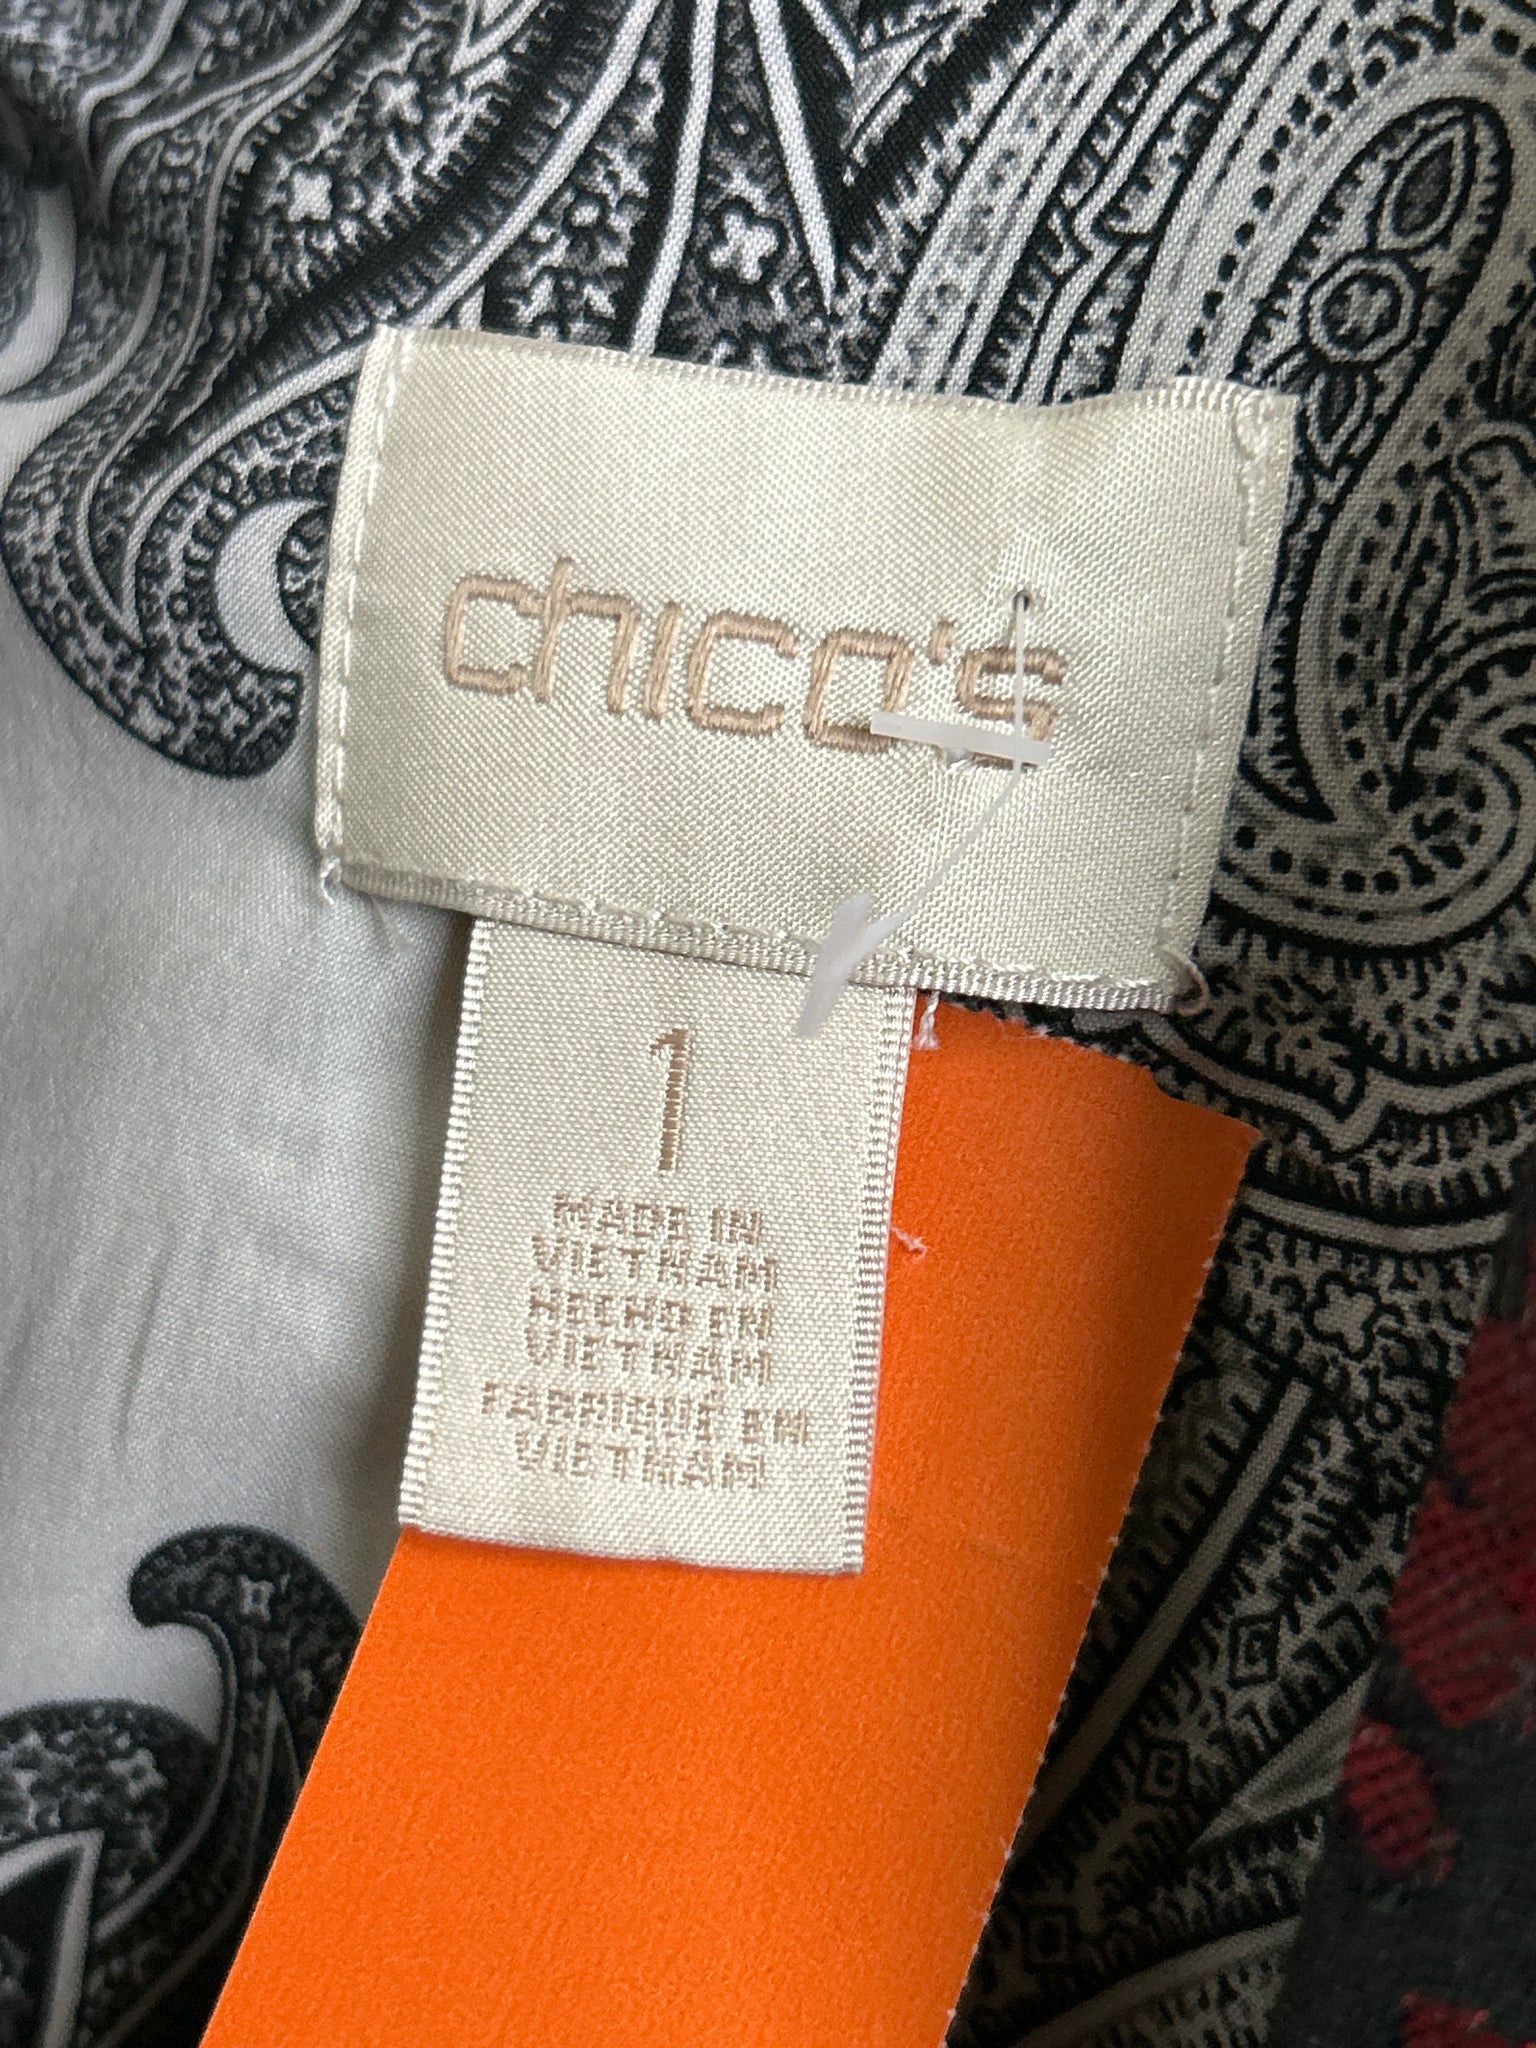 chico's
1
MADE IN
VIETNAM
HECHO EN
VIETNAM
FABRIQUÉ EN
VIETNAM